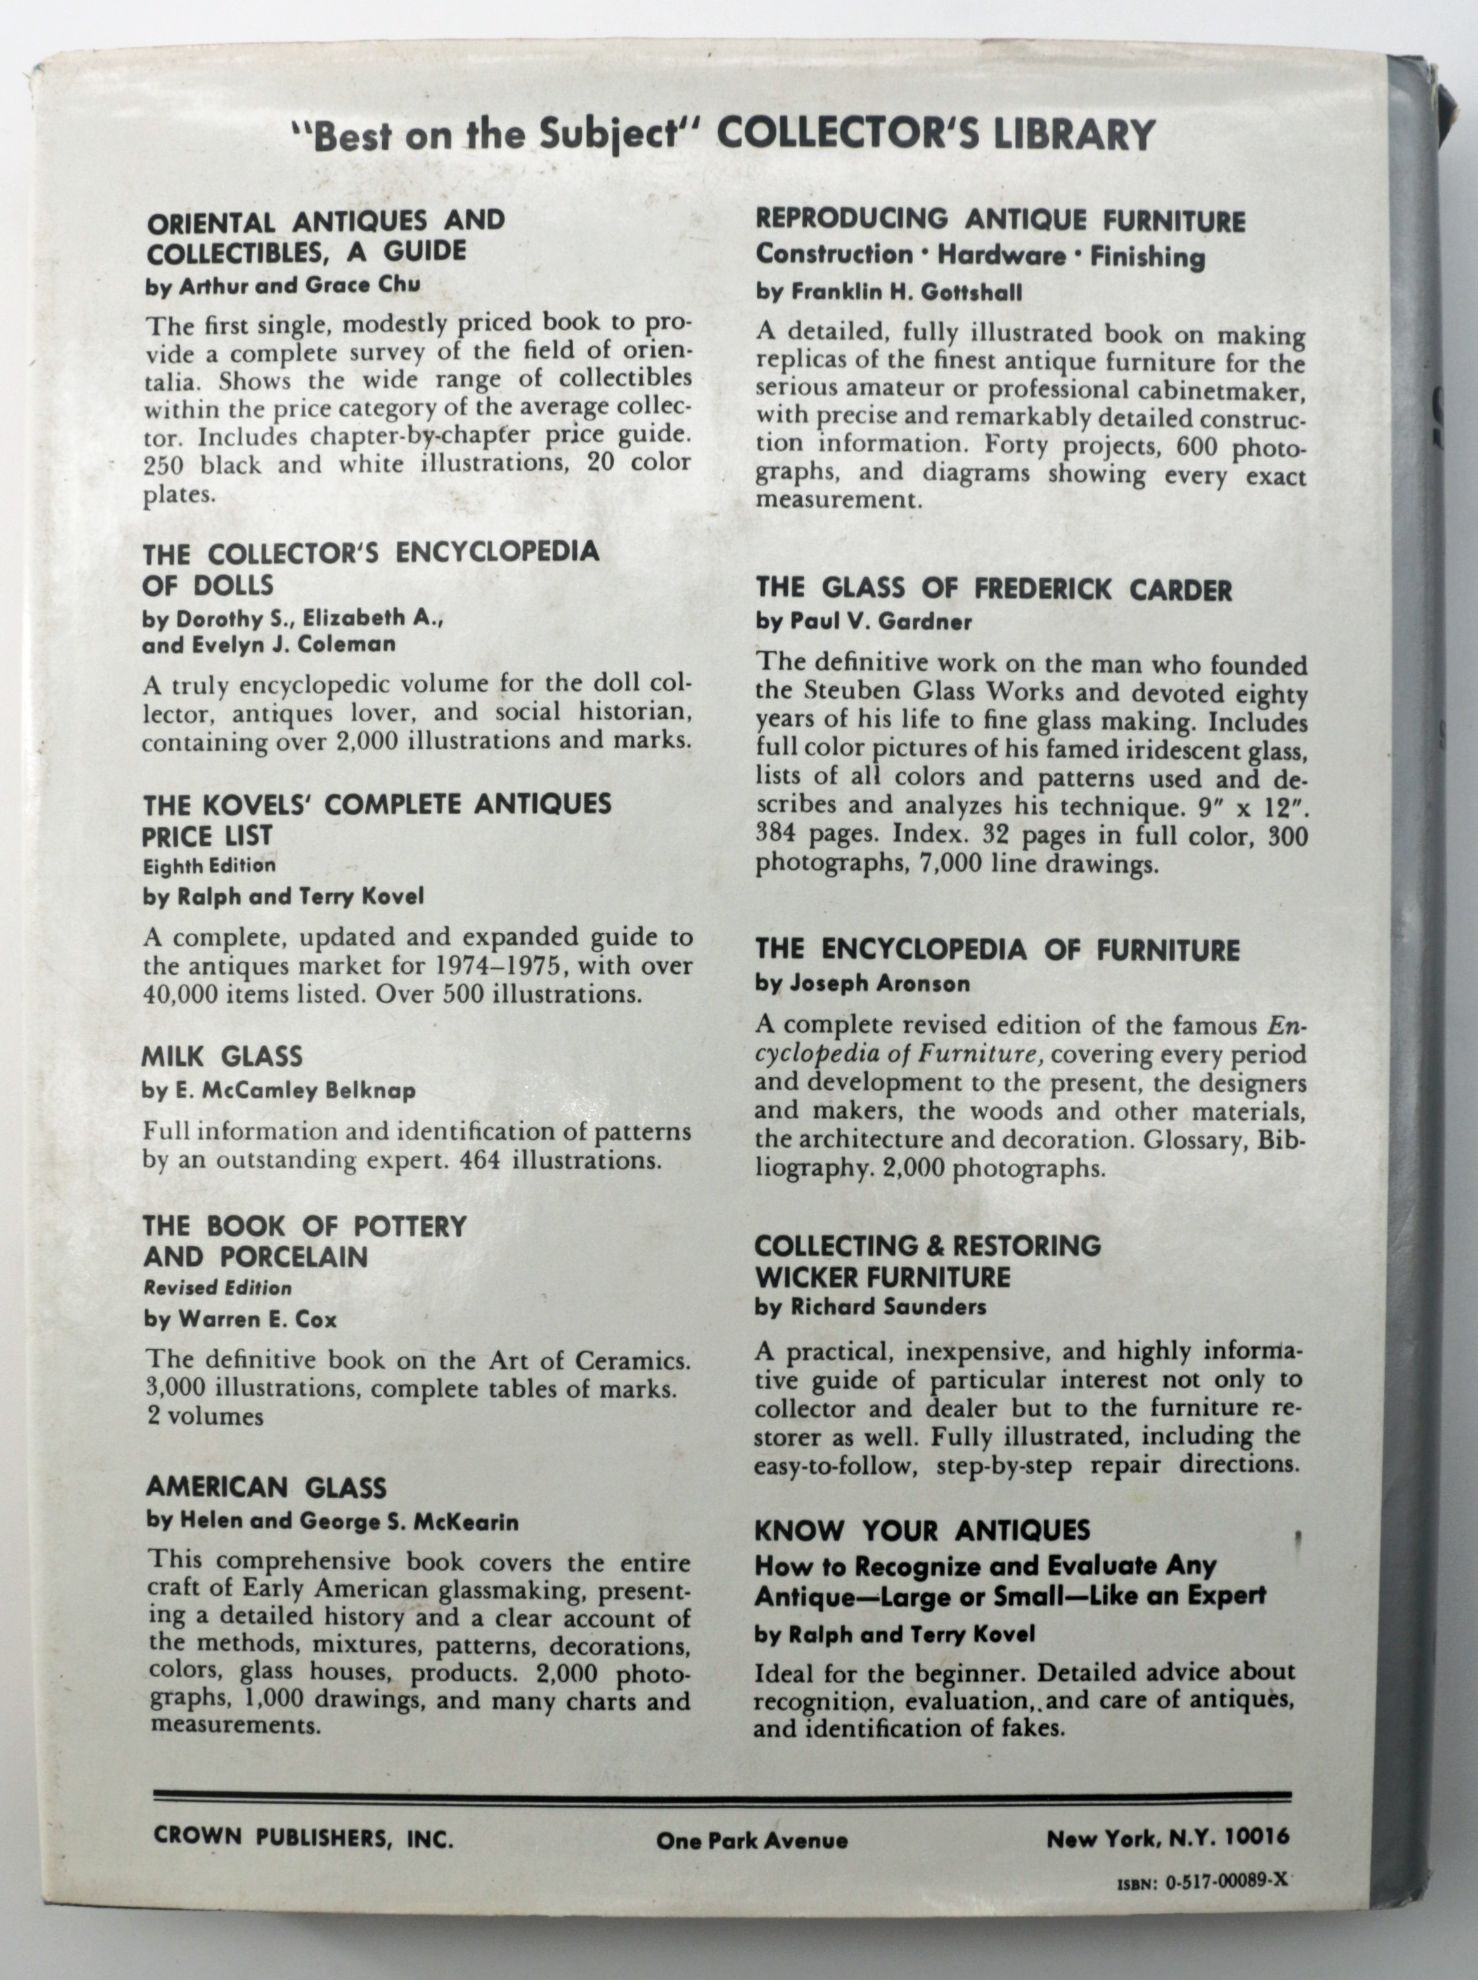 "Best on the Subject" COLLECTOR'S LIBRARY
ORIENTAL ANTIQUES AND
COLLECTIBLES, A GUIDE
by Arthur and Grace Chu
The first single, modestly priced book to pro-
vide a complete survey of the field of orien-
talia. Shows the wide range of collectibles
within the price category of the average collec-
tor. Includes chapter-by-chapter price guide.
250 black and white illustrations, 20 color
plates.
THE COLLECTOR'S ENCYCLOPEDIA
OF DOLLS
by Dorothy S., Elizabeth A.,
and Evelyn J. Coleman
A truly encyclopedic volume for the doll col-
lector, antiques lover, and social historian,
containing over 2,000 illustrations and marks.
THE KOVELS' COMPLETE ANTIQUES
PRICE LIST
Eighth Edition
by Ralph and Terry Kovel
A complete, updated and expanded guide to
the antiques market for 1974–1975, with over
40,000 items listed. Over 500 illustrations.
MILK GLASS
by E. McCamley Belknap
Full information and identification of patterns
by an outstanding expert. 464 illustrations.
THE BOOK OF POTTERY
AND PORCELAIN
Revised Edition
by Warren E. Cox
The definitive book on the Art of Ceramics.
3,000 illustrations, complete tables of marks.
2 volumes
AMERICAN GLASS
by Helen and George S. McKearin
This comprehensive book covers the entire
craft of Early American glassmaking, present-
ing a detailed history and a clear account of
the methods, mixtures, patterns, decorations,
colors, glass houses, products. 2,000 photo-
graphs, 1,000 drawings, and many charts and
measurements.
REPRODUCING ANTIQUE FURNITURE
Construction • Hardware • Finishing
by Franklin H. Gottshall
A detailed, fully illustrated book on making
replicas of the finest antique furniture for the
serious amateur or professional cabinetmaker,
with precise and remarkably detailed construc-
tion information. Forty projects, 600 photo-
graphs, and diagrams showing every exact
measurement.
THE GLASS OF FREDERICK CARDER
by Paul V. Gardner
The definitive work on the man who founded
the Steuben Glass Works and devoted eighty
years of his life to fine glass making. Includes
full color pictures of his famed iridescent glass,
lists of all colors and patterns used and de-
scribes and analyzes his technique. 9″ x 12″.
384 pages. Index. 32 pages in full color, 300
photographs, 7,000 line drawings.
THE ENCYCLOPEDIA OF FURNITURE
by Joseph Aronson
A complete revised edition of the famous En-
cyclopedia of Furniture, covering every period
and development to the present, the designers
and makers, the woods and other materials,
the architecture and decoration. Glossary, Bib-
liography. 2,000 photographs.
COLLECTING & RESTORING
WICKER FURNITURE
by Richard Saunders
A practical, inexpensive, and highly informa-
tive guide of particular interest not only to
collector and dealer but to the furniture re-
storer as well. Fully illustrated, including the
easy-to-follow, step-by-step repair directions.
KNOW YOUR ANTIQUES
How to Recognize and Evaluate Any
Antique—Large or Small—Like an Expert
by Ralph and Terry Kovel
Ideal for the beginner. Detailed advice about
recognition, evaluation, and care of antiques,
and identification of fakes.
CROWN PUBLISHERS, INC. One Park Avenue New York, N.Y. 10016
ISBN: 0-517-00089-X